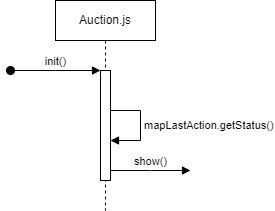 Auction.js
init()
mapLastAction.getStatus()
show()